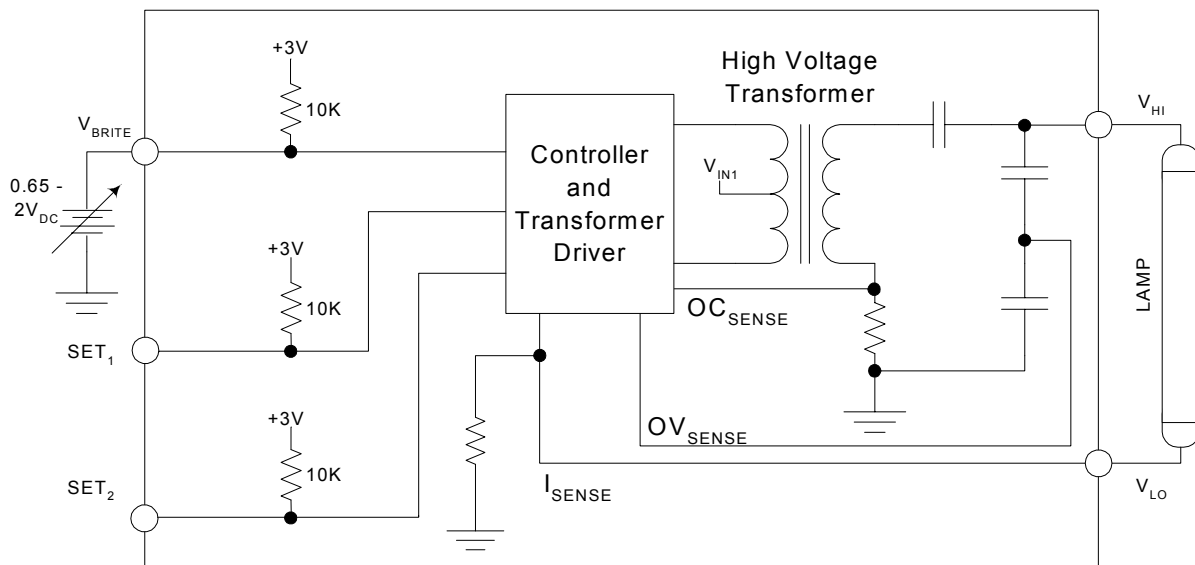 +3V
10K
V_BRITE
0.65 -
2V_DC
+3V
10K
SET_1
+3V
10K
SET_2
Controller
and
Transformer
Driver
High Voltage
Transformer
V_IN1
OC_SENSE
OV_SENSE
I_SENSE
V_HI
LAMP
V_LO